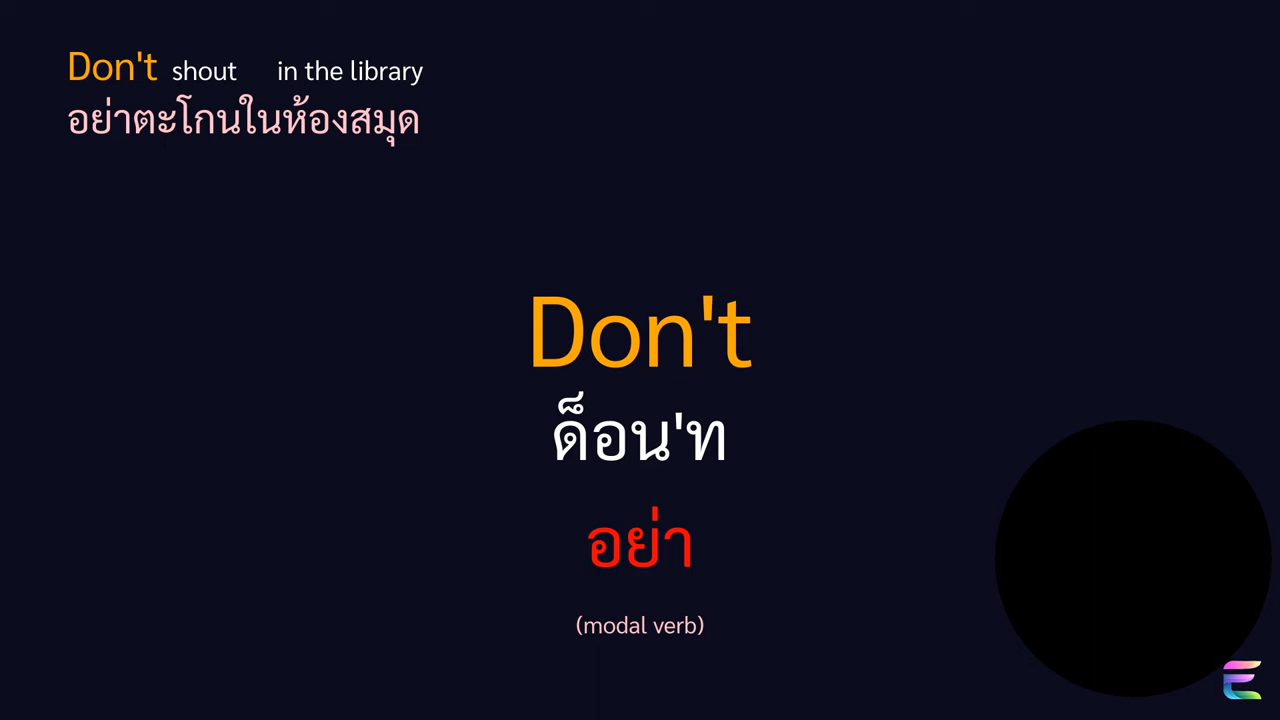 Don't shout in the library
อย่าตะโกนในห้องสมุด
Don't
ด็อน'ท
อย่า
(modal verb)